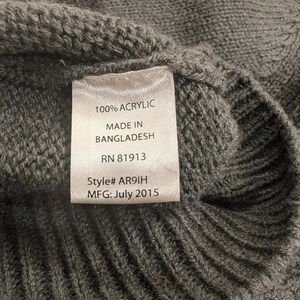 100% ACRYLIC
MADE IN
BANGLADESH
RN 81913
Style# AR9IH
MFG: July 2015